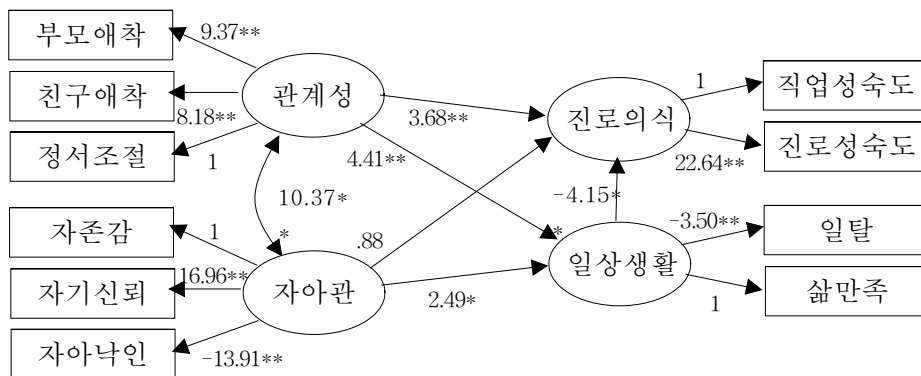 부모애착
9.37**
친구애착
8.18**
정서조절
1
관계성
3.68**
4.41**
진로의식
1
직업성숙도
22.64**
진로성숙도
10.37*
*
-4.15*
자존감
1
자기신뢰
16.96**
자아낙인
-13.91**
자아관
.88
2.49*
*
일상생활
-3.50**
일탈
1
삶만족